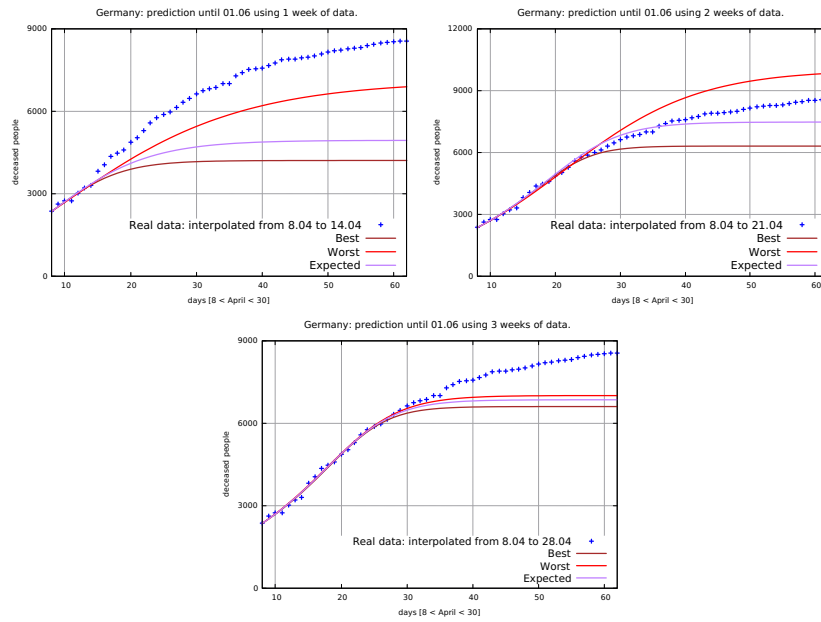 Germany: prediction until 01.06 using 1 week of data.
9000
6000
3000
0
deceased people
Real data: interpolated from 8.04 to 14.04
Best
Worst
Expected
10 20 30 40 50 60
days [8 < April < 30]
Germany: prediction until 01.06 using 2 weeks of data.
12000
9000
6000
3000
0
deceased people
Real data: interpolated from 8.04 to 21.04
Best
Worst
Expected
10 20 30 40 50 60
days [8 < April < 30]
Germany: prediction until 01.06 using 3 weeks of data.
9000
6000
3000
0
deceased people
Real data: interpolated from 8.04 to 28.04
Best
Worst
Expected
10 20 30 40 50 60
days [8 < April < 30]